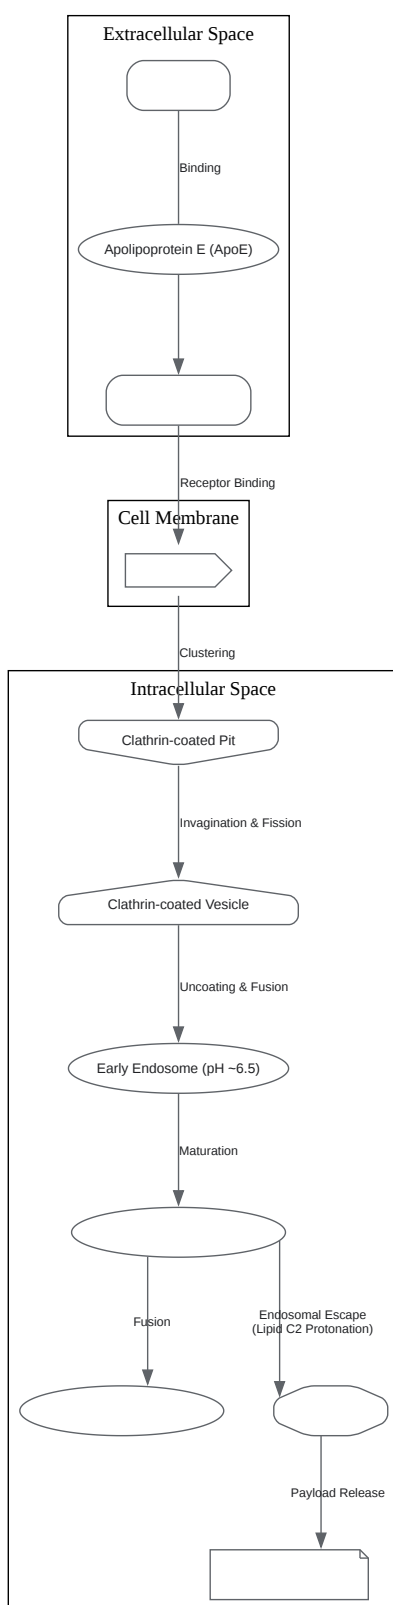 Extracellular Space
Binding
Apolipoprotein E (ApoE)
Receptor Binding
Cell Membrane
Clustering
Intracellular Space
Clathrin-coated Pit
Invagination & Fission
Clathrin-coated Vesicle
Uncoating & Fusion
Early Endosome (pH ~6.5)
Maturation
Fusion
Endosomal Escape
(Lipid C2 Protonation)
Payload Release